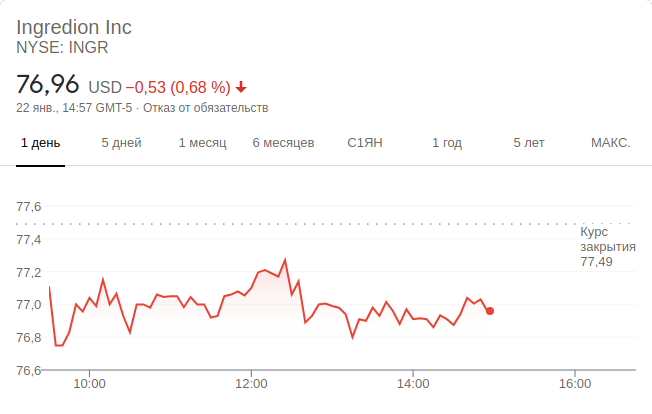 Ingredion Inc
NYSE: INGR
76,96 USD −0,53 (0,68 %)
22 янв., 14:57 GMT-5 · Отказ от обязательств
1 день 5 дней 1 месяц 6 месяцев С1ЯН 1 год 5 лет МАКС.
77,6
77,4
77,2
77,0
76,8
76,6
Курс
закрытия
77,49
10:00 12:00 14:00 16:00